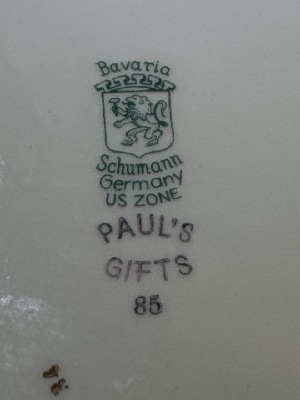 Bavaria
Schumann
Germany
US ZONE
PAUL'S
GIFTS
85